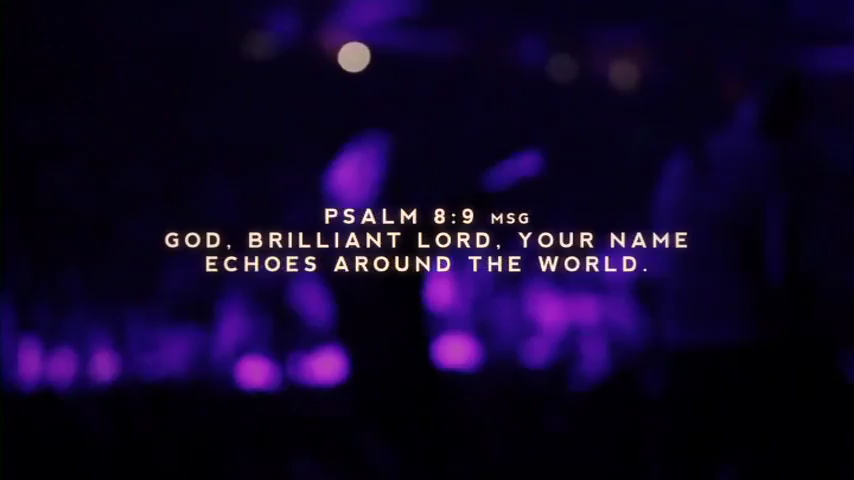 PSALM 8:9 MSG
GOD, BRILLIANT LORD, YOUR NAME
ECHOES AROUND THE WORLD.